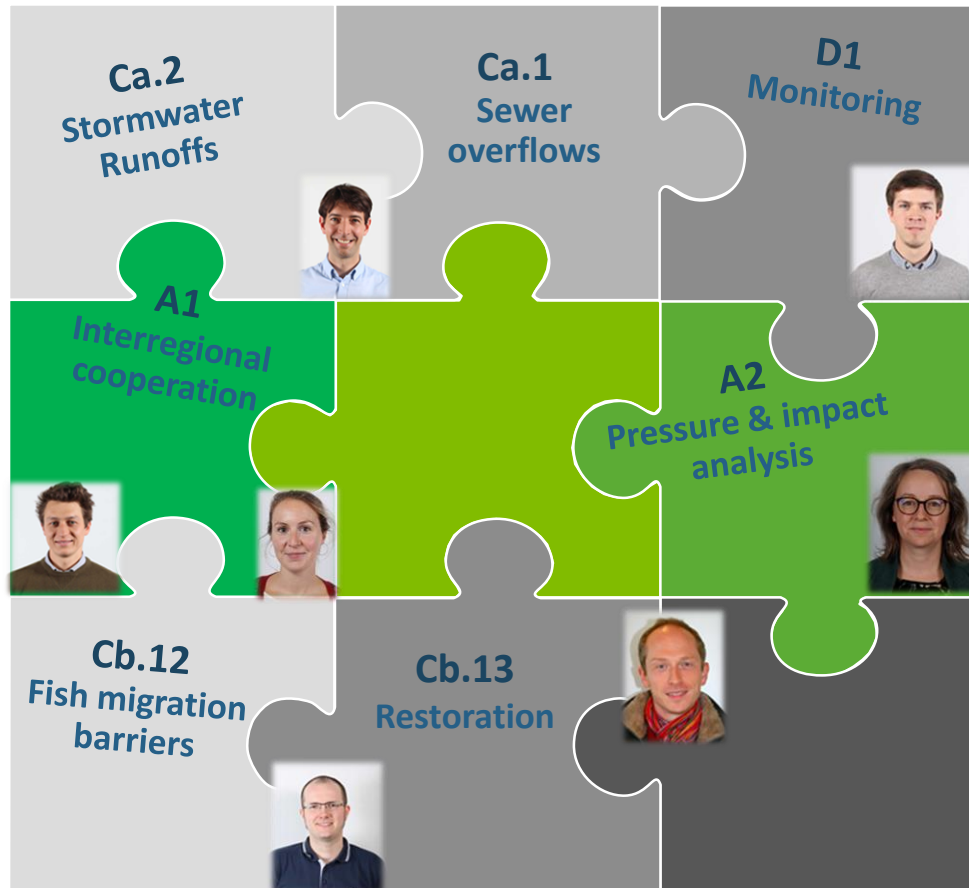 Ca.2
Stormwater
Runoffs
Ca.1
Sewer
overflows
D1
Monitoring
A1
Interregional
cooperation
A2
Pressure & impact
analysis
Cb.12
Fish migration
barriers
Cb.13
Restoration